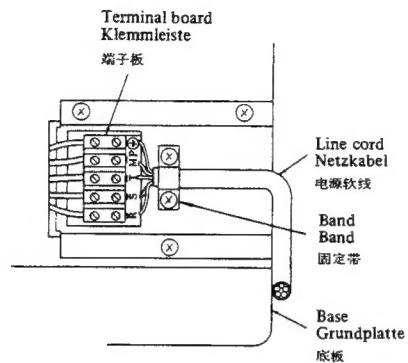 Terminal board
Klemmleiste
端子板
MP
T
S
R
Line cord
Netzkabel
电源软线
Band
Band
固定带
Base
Grundplatte
底板